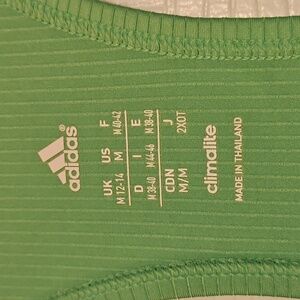 adidas®
UK US F
M 12-14 M M 40-42
D I E
M 38-40 M 44-46 M 38-40
CDN J
M/M 2XOT
climalite
MADE IN THAILAND